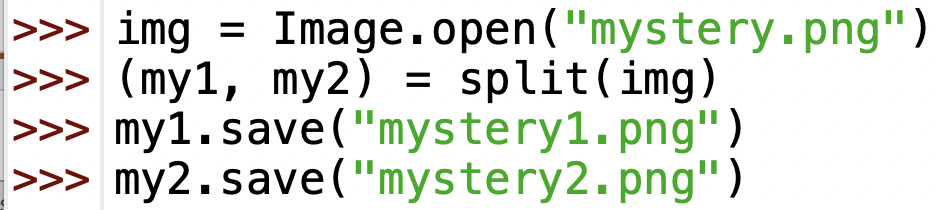 >>> img = Image.open("mystery.png")
>>> (my1, my2) = split(img)
>>> my1.save("mystery1.png")
>>> my2.save("mystery2.png")